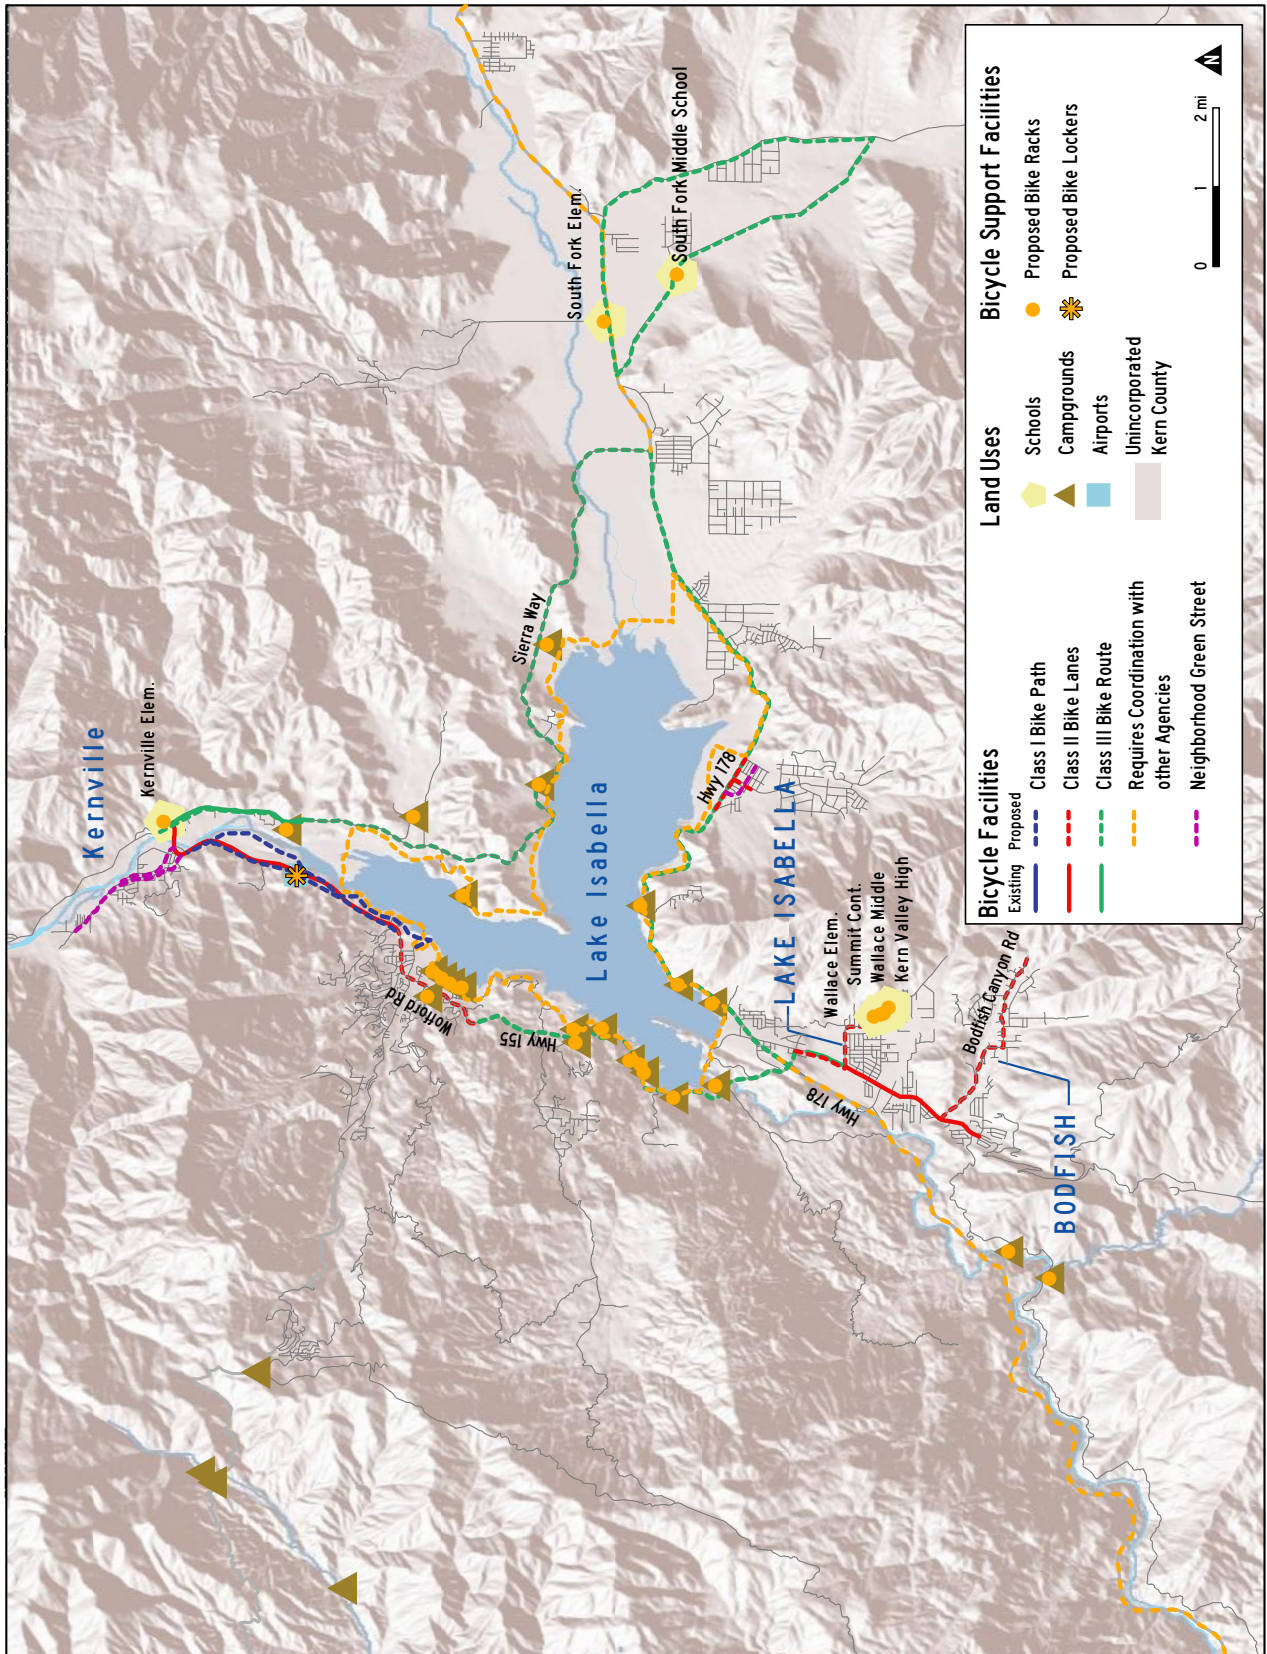 Kernville
Kernville Elem.
Sierra Way
South Fork Elem.
South Fork Middle School
Wofford Rd
Hwy 155
Lake Isabella
Hwy 178
LAKE ISABELLA
Wallace Elem.
Summit Cont.
Wallace Middle
Kern Valley High
Hwy 178
Bodfish Canyon Rd
BODFISH
Bicycle Facilities
Existing
Proposed
Class I Bike Path
Class II Bike Lanes
Class III Bike Route
Requires Coordination with
other Agencies
Neighborhood Green Street
Land Uses
Schools
Campgrounds
Airports
Unincorporated
Kern County
Bicycle Support Facilities
Proposed Bike Racks
Proposed Bike Lockers
0 1 2 mi
N